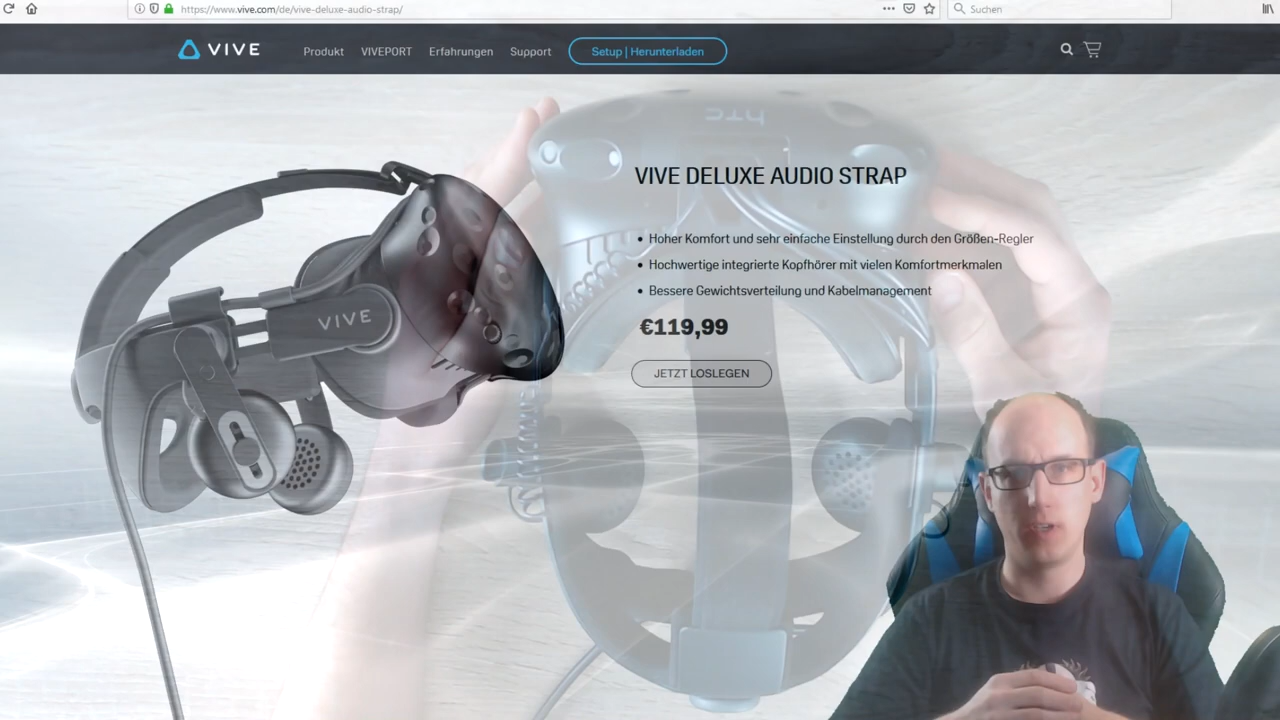 https://www.vive.com/de/vive-deluxe-audio-strap/
Suchen
VIVE
Produkt
VIVEPORT
Erfahrungen
Support
Setup | Herunterladen
htc
VIVE DELUXE AUDIO STRAP
Hoher Komfort und sehr einfache Einstellung durch den Größen-Regler
Hochwertige integrierte Kopfhörer mit vielen Komfortmerkmalen
Bessere Gewichtsverteilung und Kabelmanagement
VIVE
€119,99
JETZT LOSLEGEN